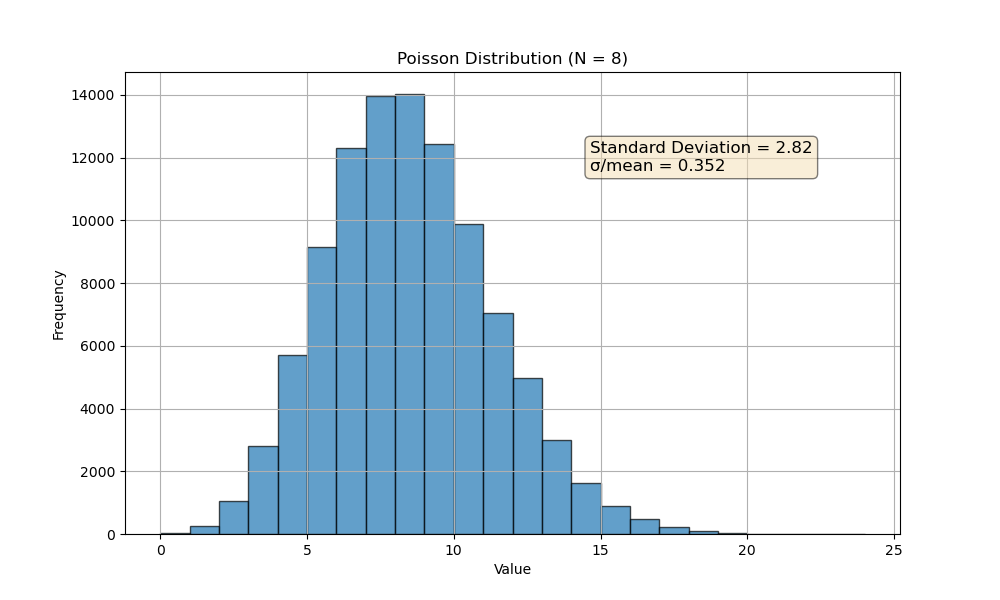 Poisson Distribution (N = 8)
14000
12000
10000
8000
6000
4000
2000
0
Frequency
Standard Deviation = 2.82
σ/mean = 0.352
0 5 10 15 20 25
Value